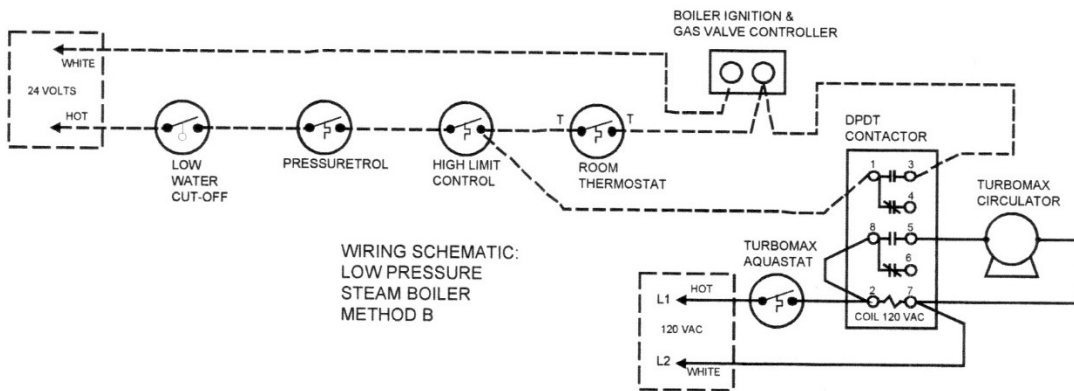 BOILER IGNITION &
GAS VALVE CONTROLLER
WHITE
24 VOLTS
HOT
LOW
WATER
CUT-OFF
PRESSURETROL
HIGH LIMIT
CONTROL
T
T
ROOM
THERMOSTAT
DPDT
CONTACTOR
1
3
4
8
5
6
2
7
COIL 120 VAC
TURBOMAX
CIRCULATOR
TURBOMAX
AQUASTAT
WIRING SCHEMATIC:
LOW PRESSURE
STEAM BOILER
METHOD B
L1
HOT
120 VAC
L2
WHITE